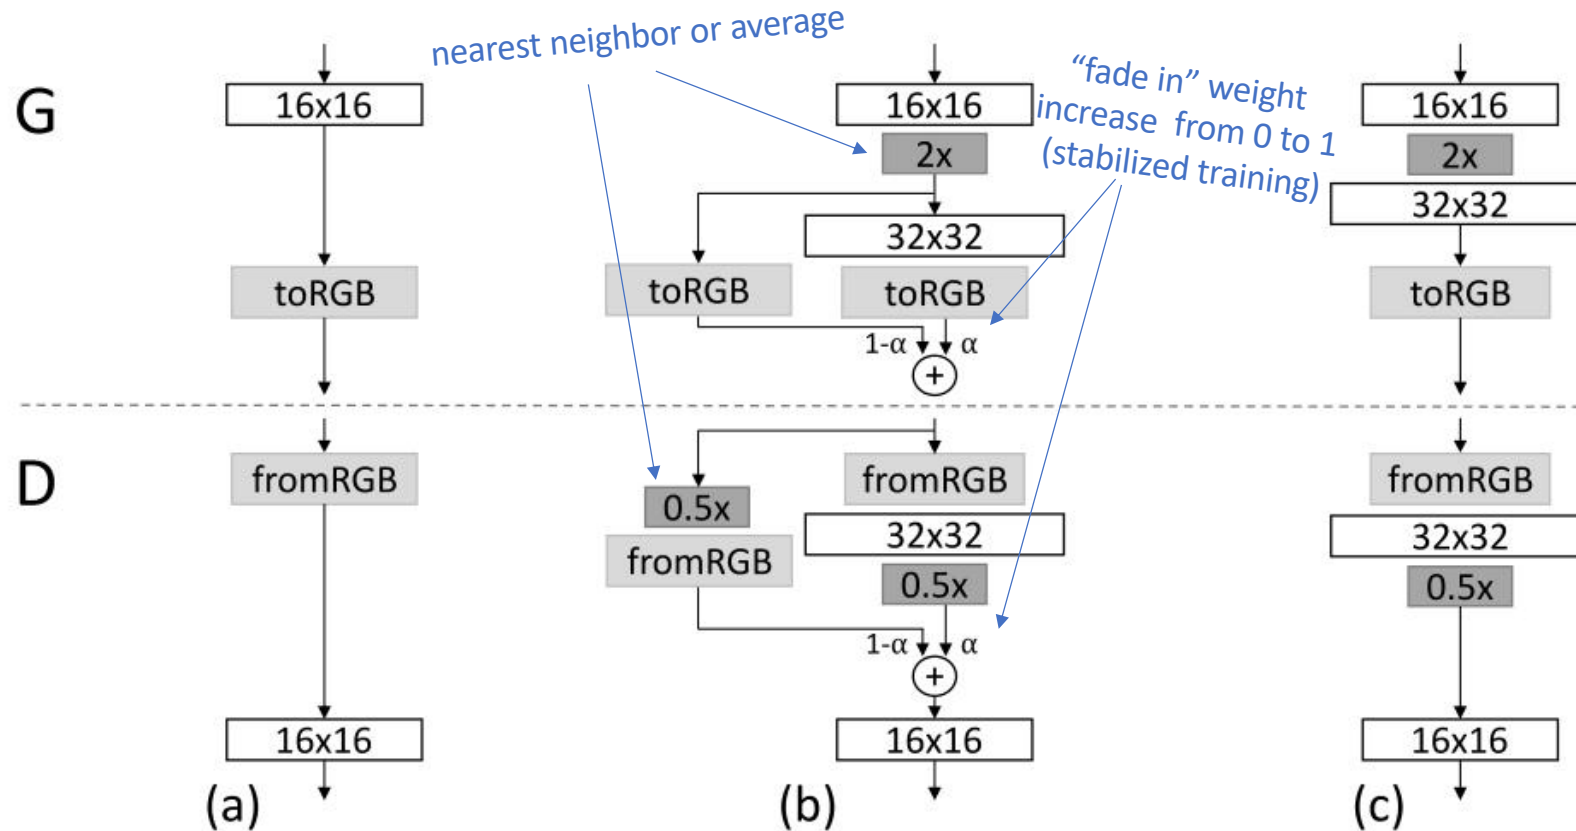 nearest neighbor or average
“fade in” weight
increase from 0 to 1
(stabilized training)
G
16x16
toRGB
16x16
2x
32x32
toRGB
toRGB
1-α
α
+
16x16
2x
32x32
toRGB
D
fromRGB
16x16
0.5x
fromRGB
fromRGB
32x32
0.5x
1-α
α
+
16x16
fromRGB
32x32
0.5x
16x16
(a)
(b)
(c)